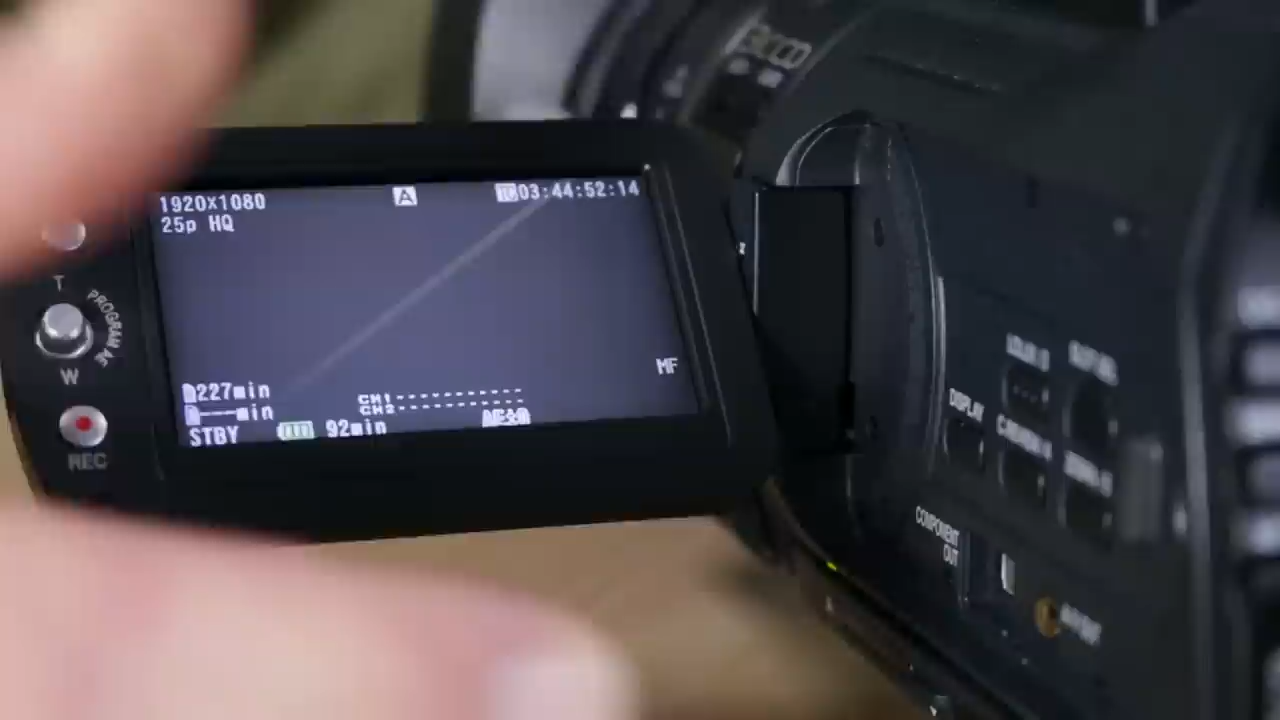 1920x1080
A
TC 03:44:52:14
25p HQ
T
PROGRAM AE
W
MF
227min
---min
CH1
CH2
STBY
92min
REC
DISPLAY
COMPONENT
OUT